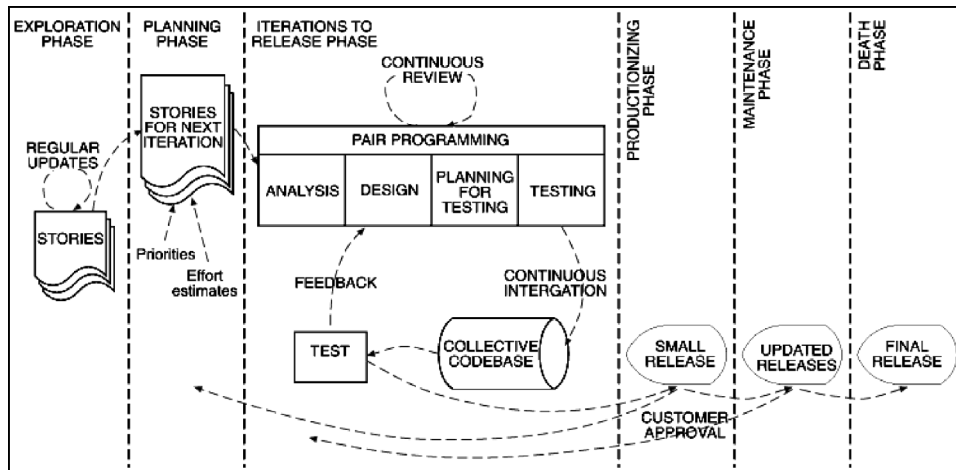 EXPLORATION
PHASE
PLANNING
PHASE
ITERATIONS TO
RELEASE PHASE
PRODUCTIONIZING
PHASE
MAINTENANCE
PHASE
DEATH
PHASE
CONTINUOUS
REVIEW
STORIES
FOR NEXT
ITERATION
REGULAR
UPDATES
PAIR PROGRAMMING
ANALYSIS
DESIGN
PLANNING
FOR
TESTING
TESTING
STORIES
Priorities
Effort
estimates
FEEDBACK
CONTINUOUS
INTERGATION
TEST
COLLECTIVE
CODEBASE
SMALL
RELEASE
UPDATED
RELEASES
FINAL
RELEASE
CUSTOMER
APPROVAL